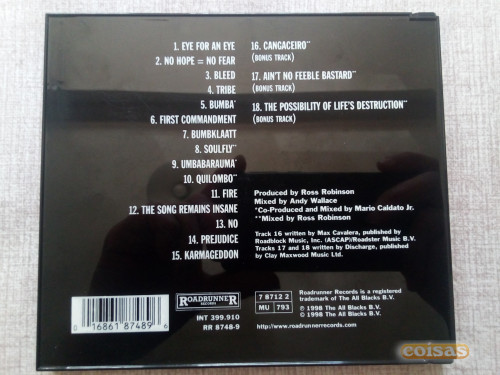 1. EYE FOR AN EYE
2. NO HOPE = NO FEAR
3. BLEED
4. TRIBE
5. BUMBA*
6. FIRST COMMANDMENT
7. BUMBKLAATT
8. SOULFLY**
9. UMBABARAUMA*
10. QUILOMBO**
11. FIRE
12. THE SONG REMAINS INSANE
13. NO
14. PREJUDICE
15. KARMAGEDDON
16. CANGACEIRO**
(BONUS TRACK)
17. AIN'T NO FEEBLE BASTARD**
(BONUS TRACK)
18. THE POSSIBILITY OF LIFE'S DESTRUCTION**
(BONUS TRACK)
Produced by Ross Robinson
Mixed by Andy Wallace
*Co-Produced and Mixed by Mario Caldato Jr.
**Mixed by Ross Robinson
Track 16 written by Max Cavalera, published by
Roadblock Music, Inc. (ASCAP)/Roadster Music B.V.
Tracks 17 and 18 written by Discharge, published by
Clay Maxwood Music Ltd.
0 16861 87489 6
ROADRUNNER
RECORDS
INT 399.910
RR 8748-9
7 8712 2
MU 793
Roadrunner Records is a registered
trademark of The All Blacks B.V.
℗ 1998 The All Blacks B.V.
© 1998 The All Blacks B.V.
http://www.roadrunnerrecords.com
coisas